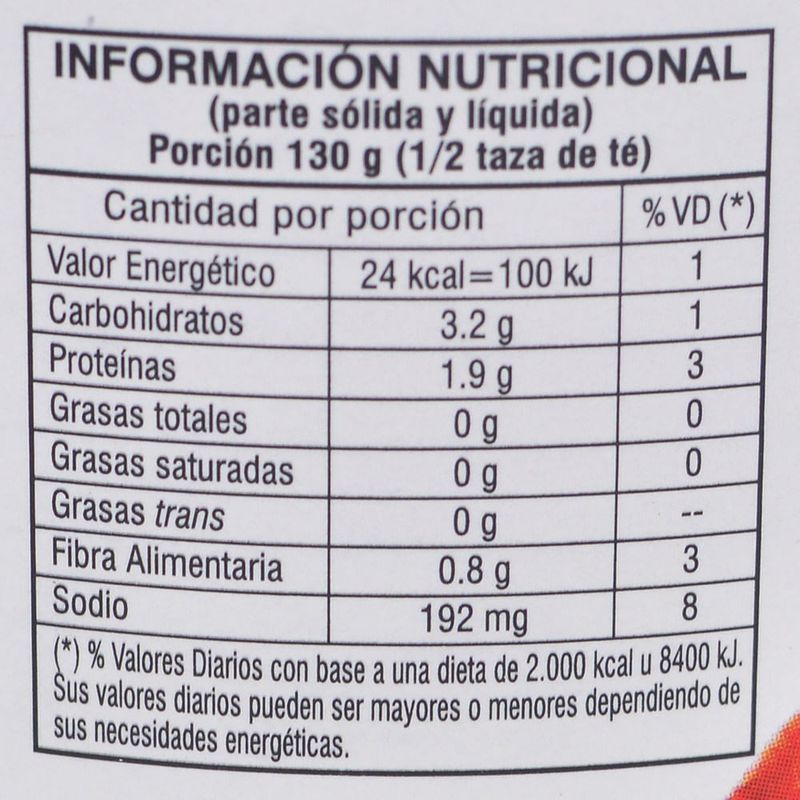 INFORMACIÓN NUTRICIONAL
(parte sólida y líquida)
Porción 130 g (1/2 taza de té)
Cantidad por porción % VD (*)
Valor Energético 24 kcal=100 kJ 1
Carbohidratos 3.2 g 1
Proteínas 1.9 g 3
Grasas totales 0 g 0
Grasas saturadas 0 g 0
Grasas trans 0 g --
Fibra Alimentaria 0.8 g 3
Sodio 192 mg 8
(*) % Valores Diarios con base a una dieta de 2.000 kcal u 8400 kJ.
Sus valores diarios pueden ser mayores o menores dependiendo de
sus necesidades energéticas.